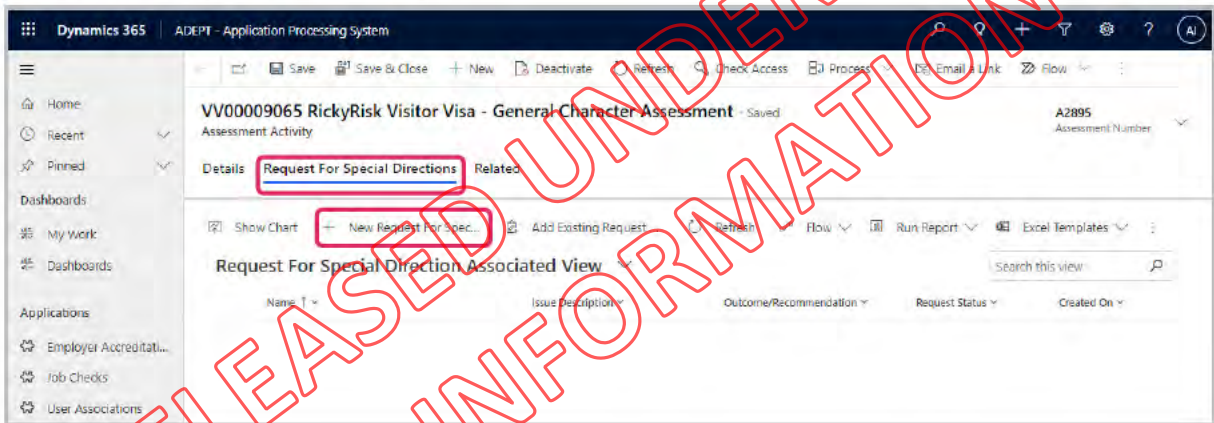 Dynamics 365 ADEPT - Application Processing System ? AI
Save Save & Close + New Deactivate Refresh Check Access Process Email a Link Flow
Home
VV00009065 RickyRisk Visitor Visa - General Character Assessment - Saved
A2895
Assessment Number
Recent
Assessment Activity
Pinned
Details Request For Special Directions Related
Dashboards
My Work
Show Chart + New Request For Spec... Add Existing Request Refresh Flow Run Report Excel Templates
Dashboards
Request For Special Direction Associated View
Search this view
Applications
Name ↑ Issue Description Outcome/Recommendation Request Status Created On
Employer Accreditati...
Job Checks
User Associations
RELEASED UNDER
INFORMATION